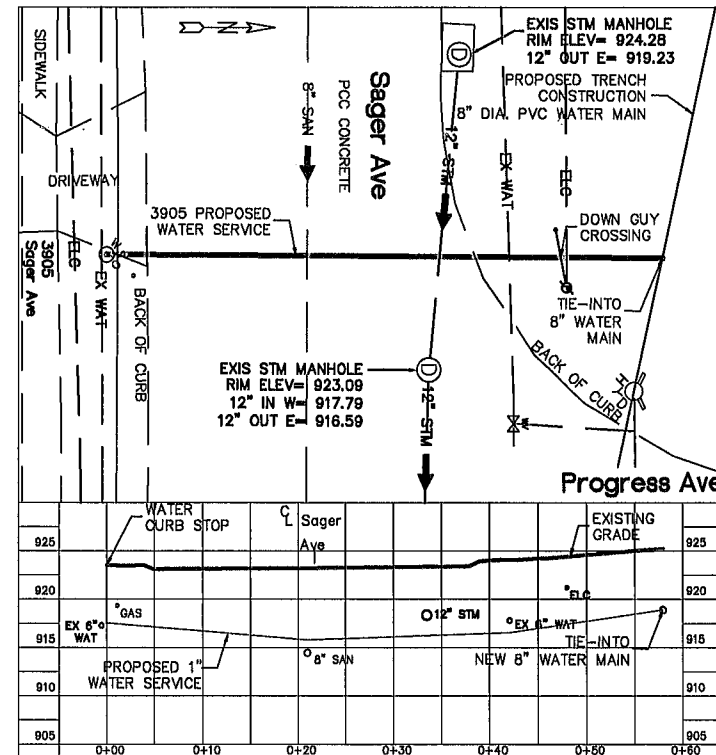 EXIS STM MANHOLE
RIM ELEV= 924.28
12" OUT E= 919.23
PROPOSED TRENCH
CONSTRUCTION
8" DIA. PVC WATER MAIN
SIDEWALK
8" SAN
PCC CONCRETE
Sager Ave
12" STM
EX WAT
ELC
DRIVEWAY
3905 PROPOSED
WATER SERVICE
DOWN GUY
CROSSING
3905
Sager Ave
ELC
EX WAT
WSO
BACK OF CURB
TIE-INTO
8" WATER
MAIN
EXIS STM MANHOLE
RIM ELEV= 923.09
12" IN W= 917.79
12" OUT E= 916.59
D
D
12" STM
BACK OF CURB
HYD
W
Progress Ave
WATER
CURB STOP
CL Sager
Ave
EXISTING
GRADE
925
925
920
920
GAS
ELC
EX 6"
WAT
12" STM
EX 6" WAT
915
915
PROPOSED 1"
WATER SERVICE
8" SAN
TIE-INTO
NEW 8" WATER MAIN
910
910
905
905
0+00
0+10
0+20
0+30
0+40
0+50
0+60